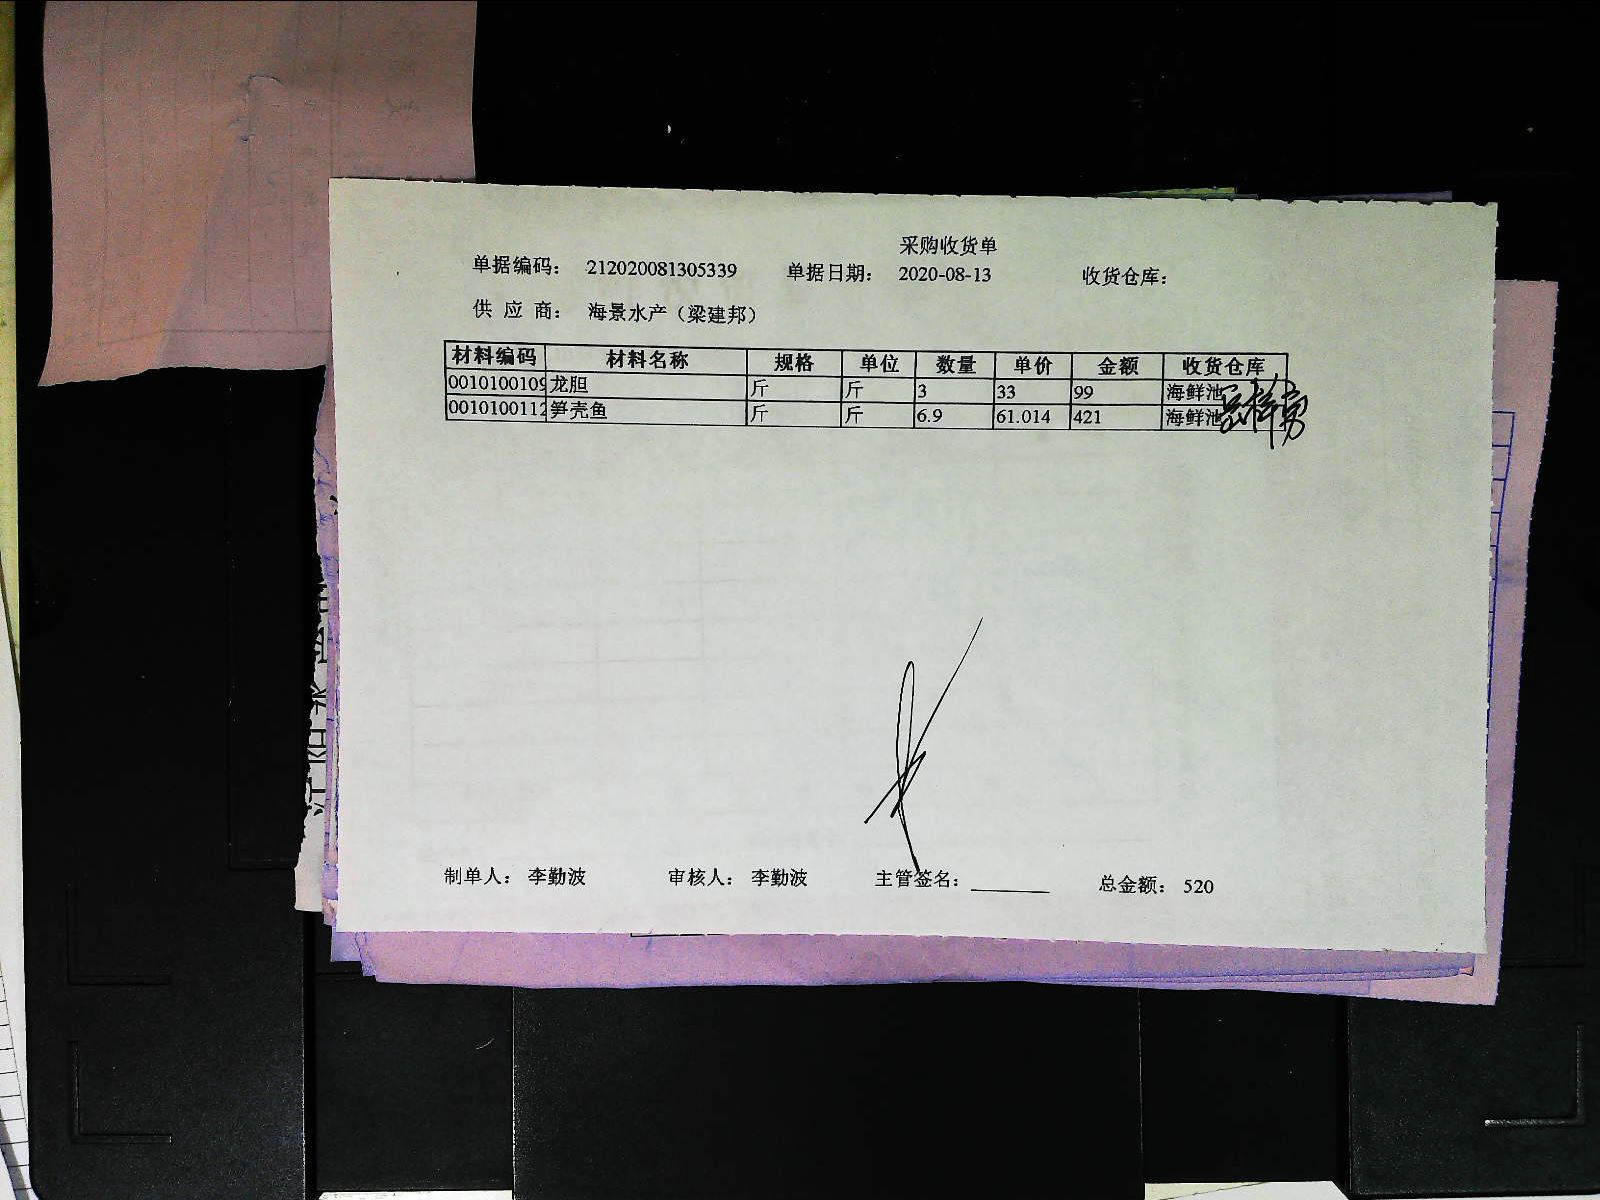 采购收货单
单据编码： 212020081305339 单据日期： 2020-08-13 收货仓库：
供 应 商： 海景水产（梁建邦）
材料编码 材料名称 规格 单位 数量 单价 金额 收货仓库
0010100109 龙胆 斤 斤 3 33 99 海鲜池
0010100112 笋壳鱼 斤 斤 6.9 61.014 421 海鲜池
制单人： 李勤波 审核人： 李勤波 主管签名： 总金额： 520